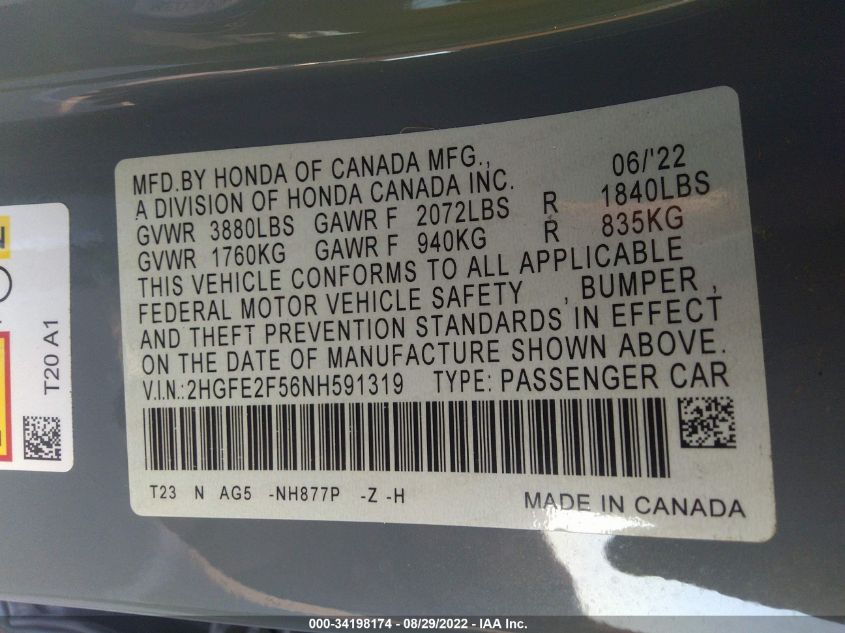 MFD.BY HONDA OF CANADA MFG., 06/'22
A DIVISION OF HONDA CANADA INC.
GVWR 3880LBS GAWR F 2072LBS R 1840LBS
GVWR 1760KG GAWR F 940KG R 835KG
THIS VEHICLE CONFORMS TO ALL APPLICABLE
FEDERAL MOTOR VEHICLE SAFETY , BUMPER ,
AND THEFT PREVENTION STANDARDS IN EFFECT
ON THE DATE OF MANUFACTURE SHOWN ABOVE.
V.I.N.:2HGFE2F56NH591319 TYPE: PASSENGER CAR
T23 N AG5 -NH877P -Z -H MADE IN CANADA
T20 A1
000-34198174 - 08/29/2022 - IAA Inc.